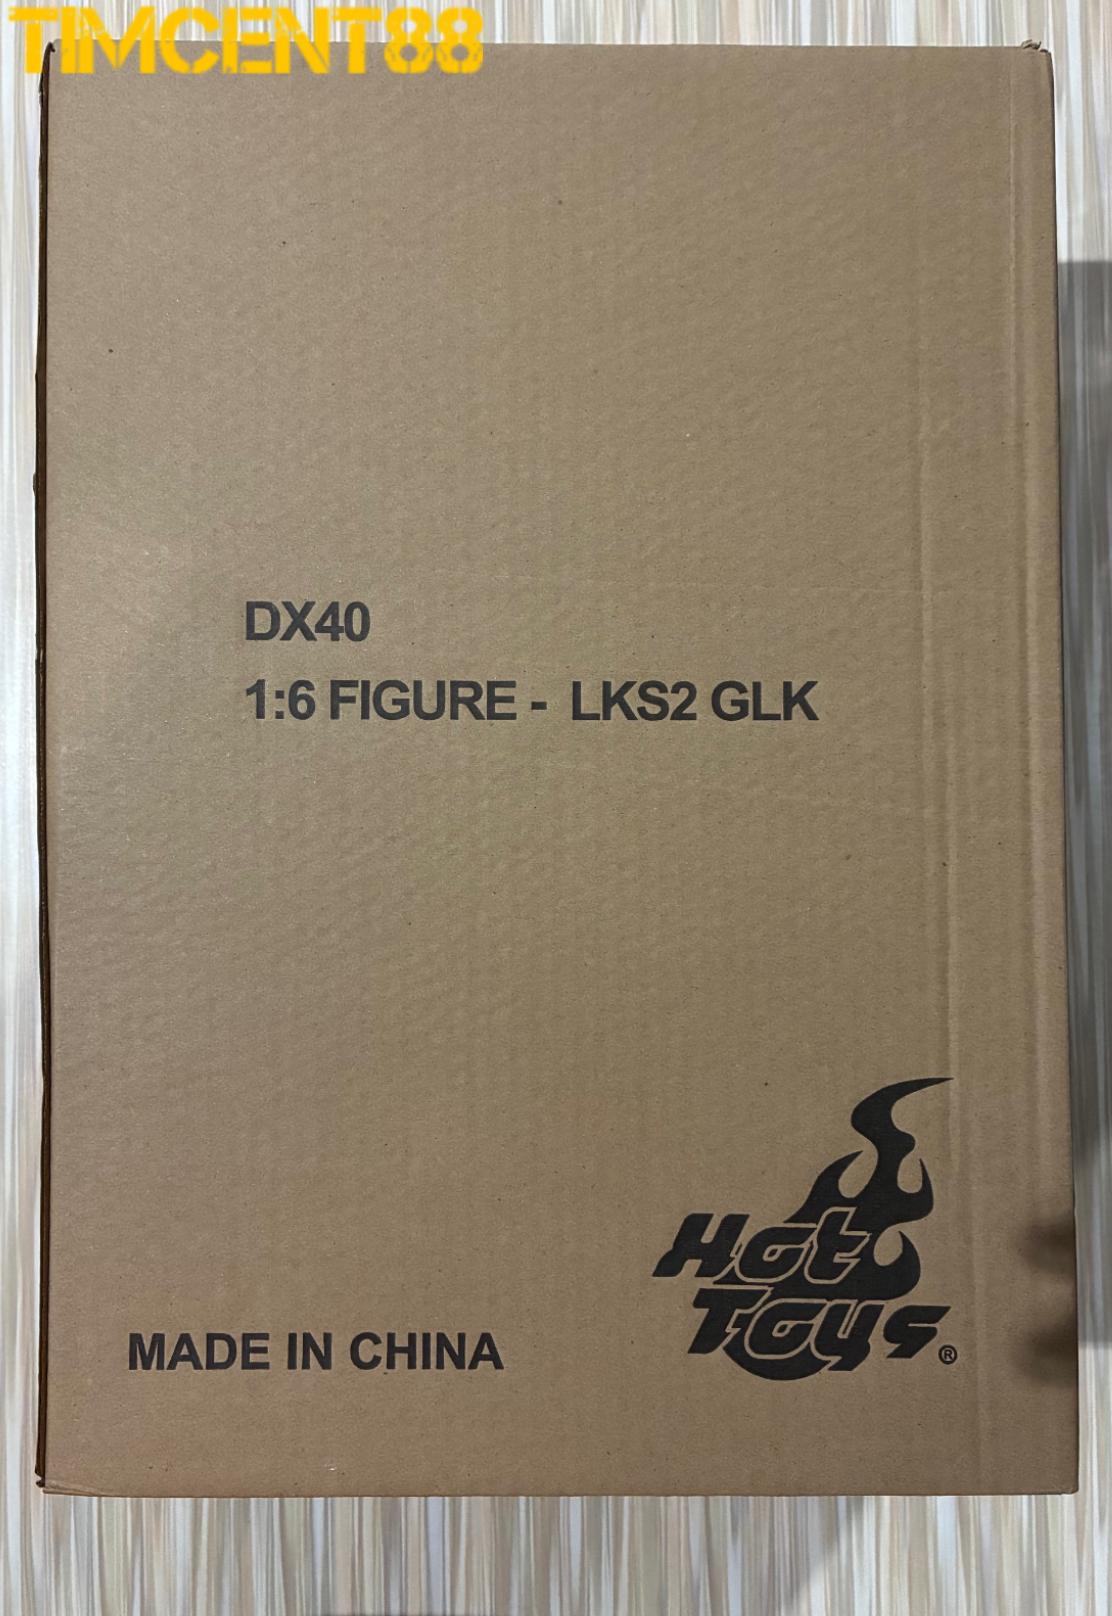 TIMCENT88
DX40
1:6 FIGURE - LKS2 GLK
Hot
Toys
®
MADE IN CHINA